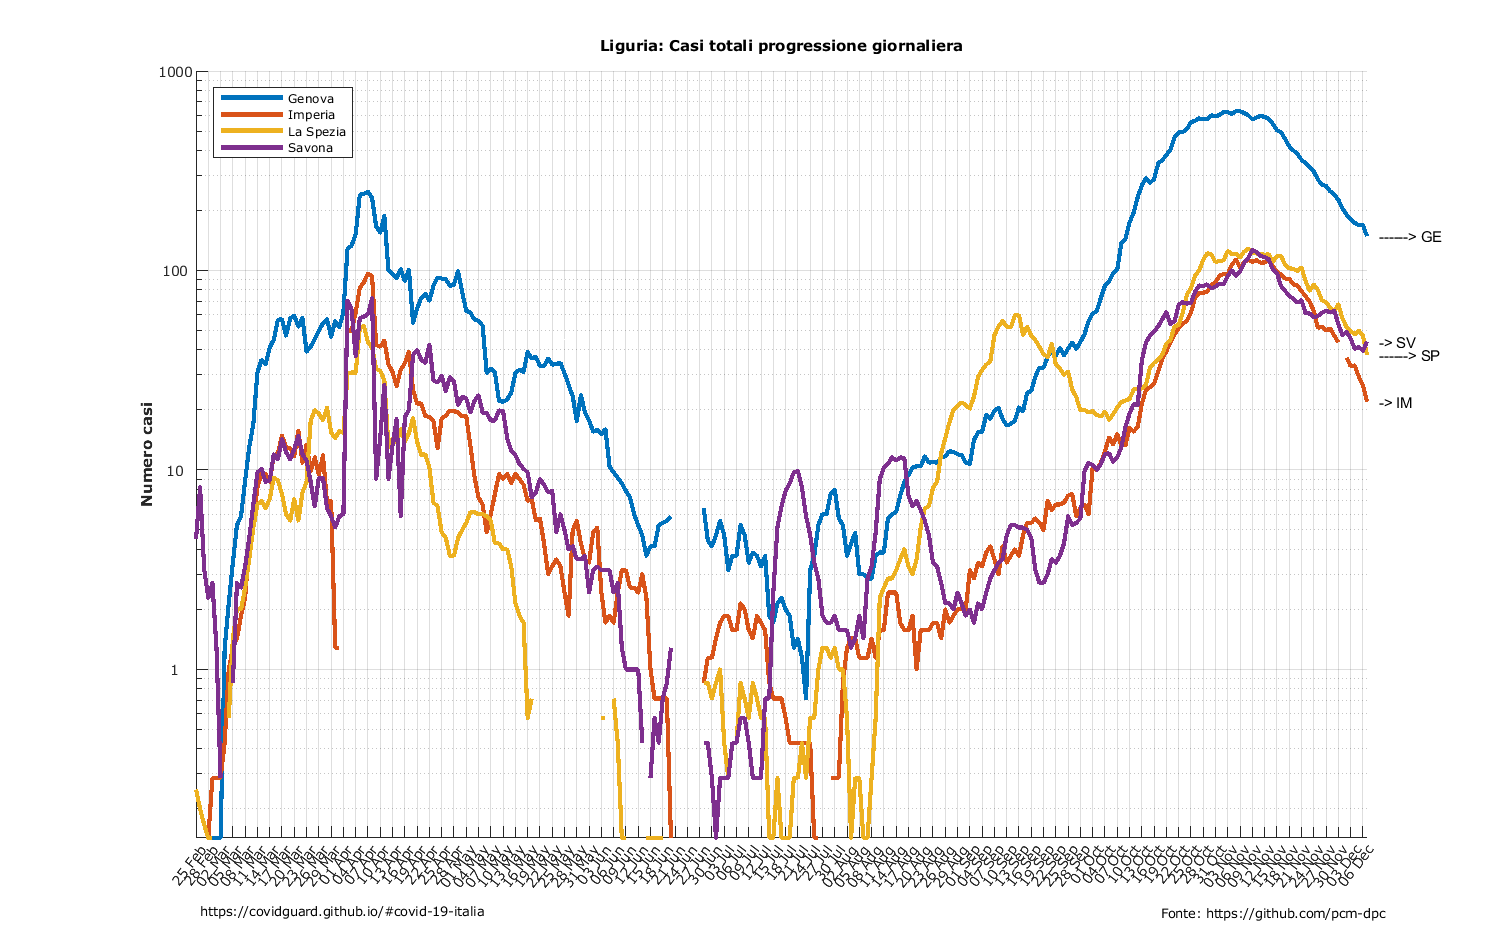 Liguria: Casi totali progressione giornaliera
1000
100
10
1
Numero casi
Genova
Imperia
La Spezia
Savona
------> GE
-> SV
------> SP
-> IM
25 Feb
28 Feb
02 Mar
05 Mar
08 Mar
11 Mar
14 Mar
17 Mar
20 Mar
23 Mar
26 Mar
29 Mar
01 Apr
04 Apr
07 Apr
10 Apr
13 Apr
16 Apr
19 Apr
22 Apr
25 Apr
28 Apr
01 May
04 May
07 May
10 May
13 May
16 May
19 May
22 May
25 May
28 May
31 May
03 Jun
06 Jun
09 Jun
12 Jun
15 Jun
18 Jun
21 Jun
24 Jun
27 Jun
30 Jun
03 Jul
06 Jul
09 Jul
12 Jul
15 Jul
18 Jul
21 Jul
24 Jul
27 Jul
30 Jul
02 Aug
05 Aug
08 Aug
11 Aug
14 Aug
17 Aug
20 Aug
23 Aug
26 Aug
29 Aug
01 Sep
04 Sep
07 Sep
10 Sep
13 Sep
16 Sep
19 Sep
22 Sep
25 Sep
28 Sep
01 Oct
04 Oct
07 Oct
10 Oct
13 Oct
16 Oct
19 Oct
22 Oct
25 Oct
28 Oct
31 Oct
03 Nov
06 Nov
09 Nov
12 Nov
15 Nov
18 Nov
21 Nov
24 Nov
27 Nov
30 Nov
03 Dec
06 Dec
https://covidguard.github.io/#covid-19-italia
Fonte: https://github.com/pcm-dpc